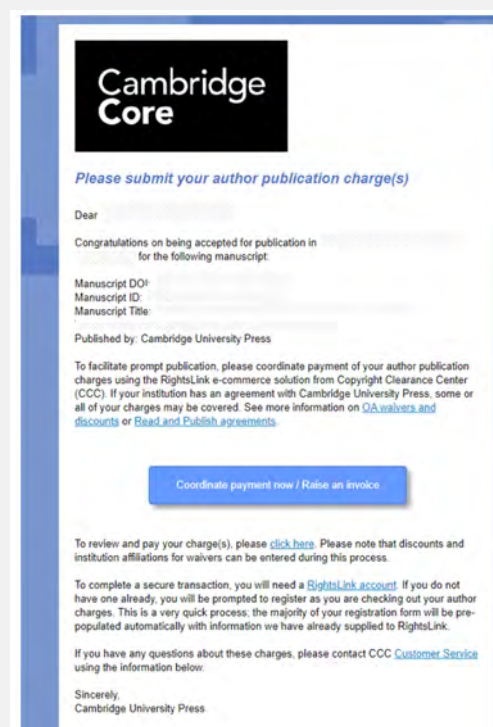 Cambridge
Core
Please submit your author publication charge(s)
Dear
Congratulations on being accepted for publication in
for the following manuscript:
Manuscript DOI:
Manuscript ID:
Manuscript Title:
Published by: Cambridge University Press
To facilitate prompt publication, please coordinate payment of your author publication
charges using the RightsLink e-commerce solution from Copyright Clearance Center
(CCC). If your institution has an agreement with Cambridge University Press, some or
all of your charges may be covered. See more information on OA waivers and
discounts or Read and Publish agreements.
Coordinate payment now / Raise an invoice
To review and pay your charge(s), please click here. Please note that discounts and
institution affiliations for waivers can be entered during this process.
To complete a secure transaction, you will need a RightsLink account. If you do not
have one already, you will be prompted to register as you are checking out your author
charges. This is a very quick process; the majority of your registration form will be pre-
populated automatically with information we have already supplied to RightsLink.
If you have any questions about these charges, please contact CCC Customer Service
using the information below.
Sincerely,
Cambridge University Press